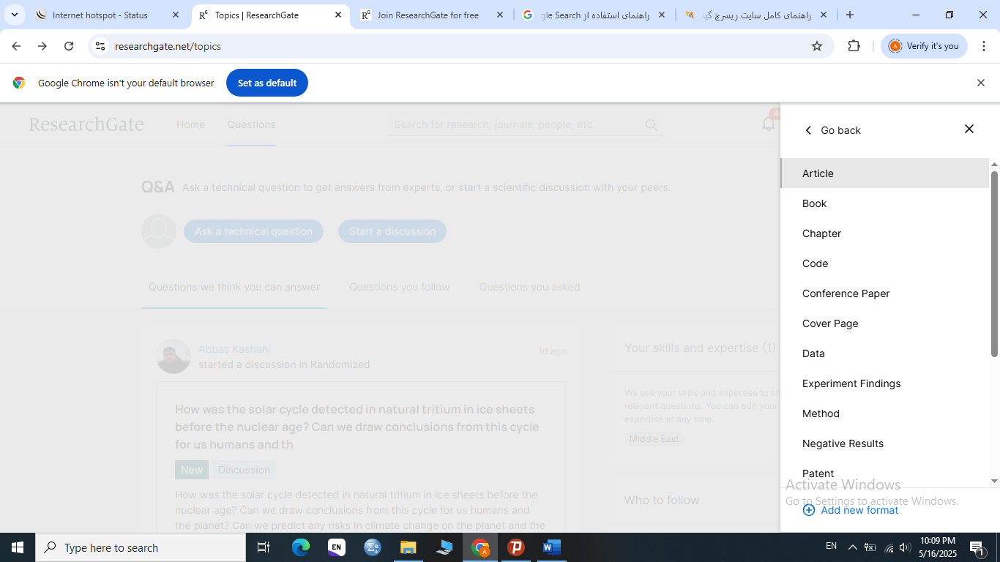 Internet hotspot - Status
Topics | ResearchGate
Join ResearchGate for free
راهنمای استفاده از gle Search
راهنمای کامل سایت ریسرچ گی
researchgate.net/topics
Verify it's you
Google Chrome isn't your default browser
Set as default
ResearchGate
Home
Questions
Search for research, journals, people, etc.
Go back
Q&A
Ask a technical question to get answers from experts, or start a scientific discussion with your peers.
Ask a technical question
Start a discussion
Questions we think you can answer
Questions you follow
Questions you asked
Abbas Kashani
started a discussion in Randomized
1d ago
How was the solar cycle detected in natural tritium in ice sheets
before the nuclear age? Can we draw conclusions from this cycle
for us humans and th
New
Discussion
How was the solar cycle detected in natural tritium in ice sheets before the
nuclear age? Can we draw conclusions from this cycle for us humans and
the planet? Can we predict any risks in climate change on the planet and the
Your skills and expertise (1)
We use your skills and expertise to sh
relevant questions. You can edit your
expertise at any time.
Middle East
Who to follow
Article
Book
Chapter
Code
Conference Paper
Cover Page
Data
Experiment Findings
Method
Negative Results
Patent
Activate Windows
Go to Settings to activate Windows.
Add new format
Type here to search
EN
EN
10:09 PM
5/16/2025
1